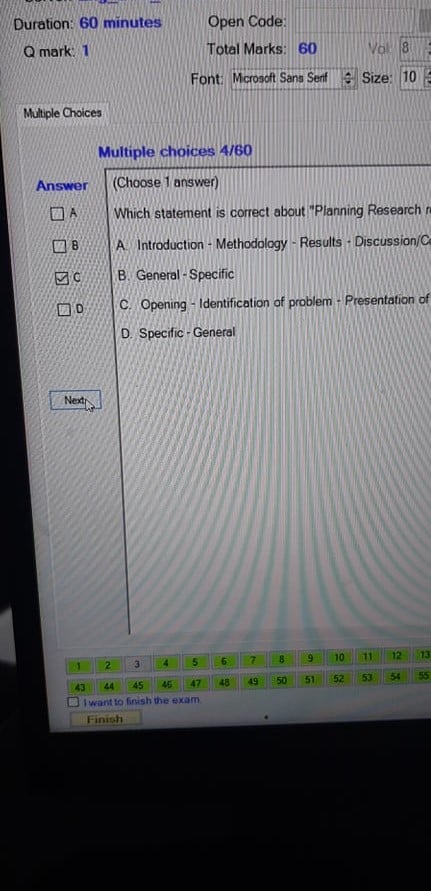 Duration: 60 minutes
Open Code:
Q mark: 1
Total Marks: 60
Vol: 8
Font: Microsoft Sans Serif
Size: 10
Multiple Choices
Multiple choices 4/60
Answer
(Choose 1 answer)
A
Which statement is correct about "Planning Research
B
A. Introduction - Methodology - Results - Discussion/C
C
B. General - Specific
D
C. Opening - Identification of problem - Presentation of
D. Specific - General
Next
1 2 3 4 5 6 7 8 9 10 11 12 13
43 44 45 46 47 48 49 50 51 52 53 54 55
I want to finish the exam.
Finish